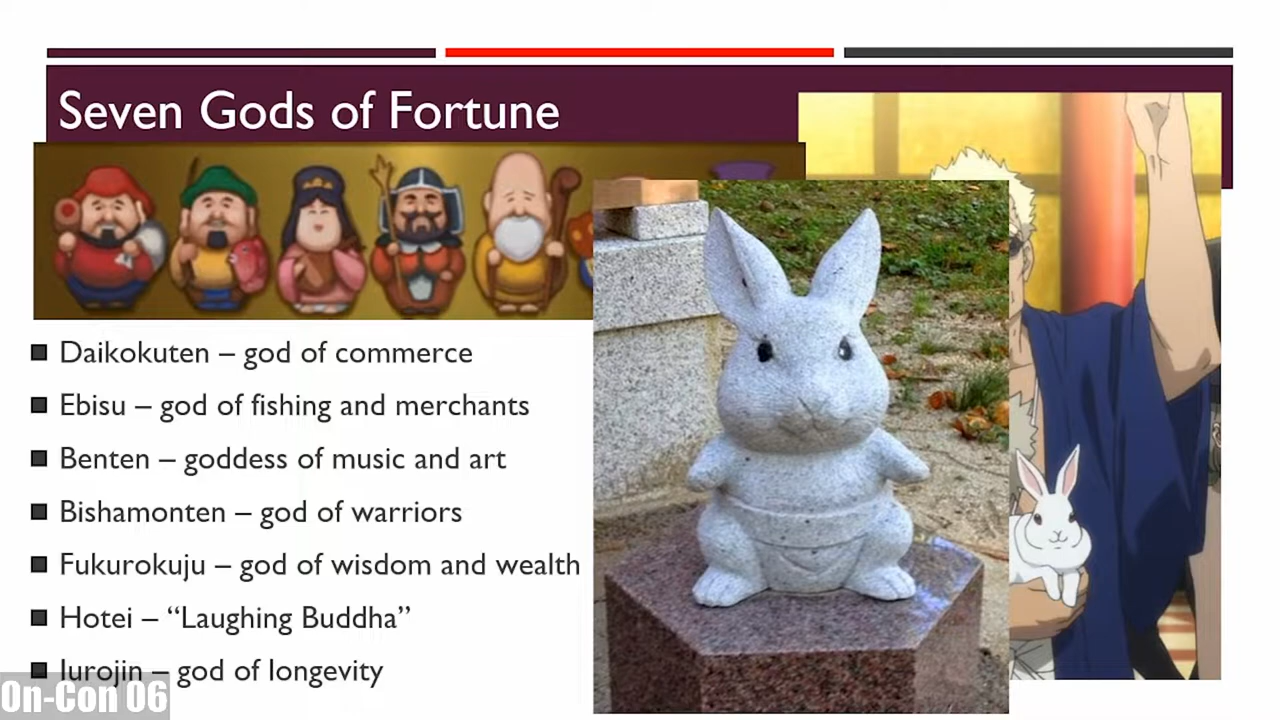 Seven Gods of Fortune
Daikokuten – god of commerce
Ebisu – god of fishing and merchants
Benten – goddess of music and art
Bishamonten – god of warriors
Fukurokuju – god of wisdom and wealth
Hotei – “Laughing Buddha”
Jurojin – god of longevity
On-Con 06